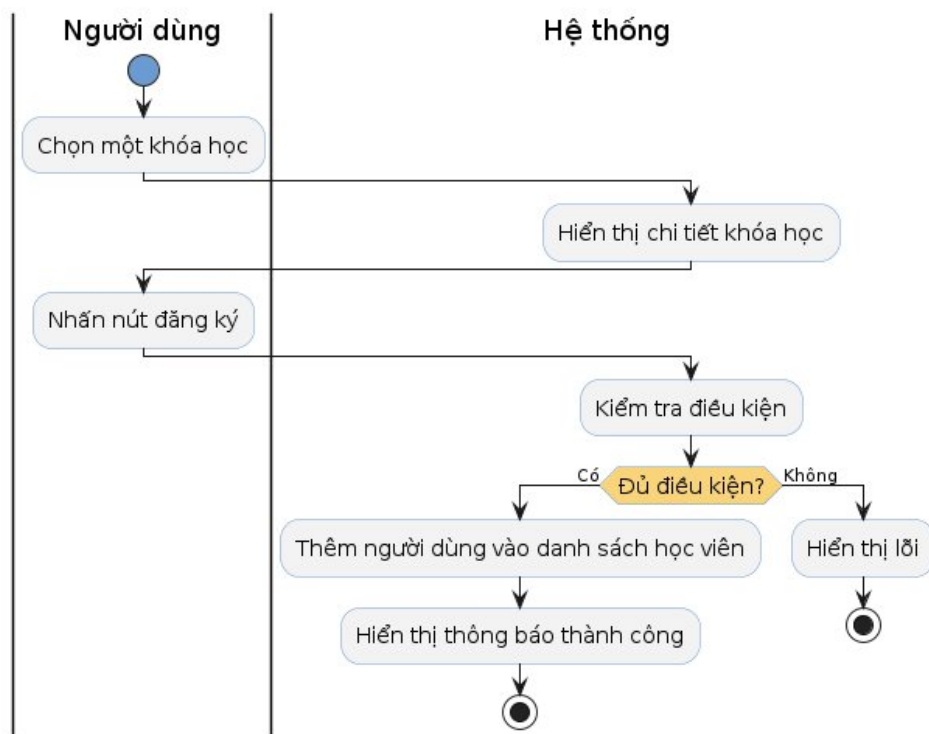 Người dùng
Hệ thống
Chọn một khóa học
Hiển thị chi tiết khóa học
Nhấn nút đăng ký
Kiểm tra điều kiện
Có
Đủ điều kiện?
Không
Thêm người dùng vào danh sách học viên
Hiển thị lỗi
Hiển thị thông báo thành công